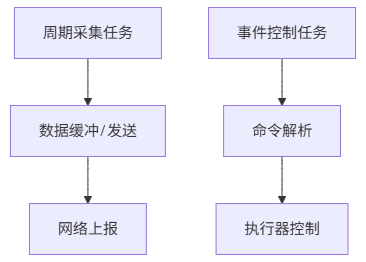 周期采集任务
事件控制任务
数据缓冲/发送
命令解析
网络上报
执行器控制